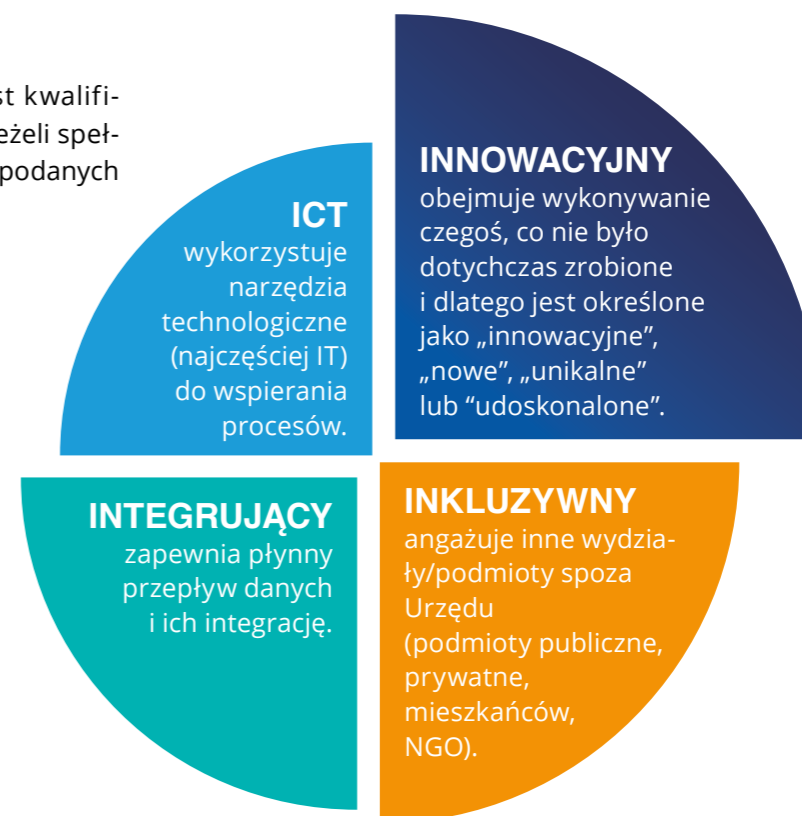 st kwalifi-
eżeli speł-
podanych
ICT
wykorzystuje
narzędzia
technologiczne
(najczęściej IT)
do wspierania
procesów.
INNOWACYJNY
obejmuje wykonywanie
czegoś, co nie było
dotychczas zrobione
i dlatego jest określone
jako „innowacyjne”,
„nowe”, „unikalne”
lub “udoskonalone”.
INTEGRUJĄCY
zapewnia płynny
przepływ danych
i ich integrację.
INKLUZYWNY
angażuje inne wydzia-
ły/podmioty spoza
Urzędu
(podmioty publiczne,
prywatne,
mieszkańców,
NGO).